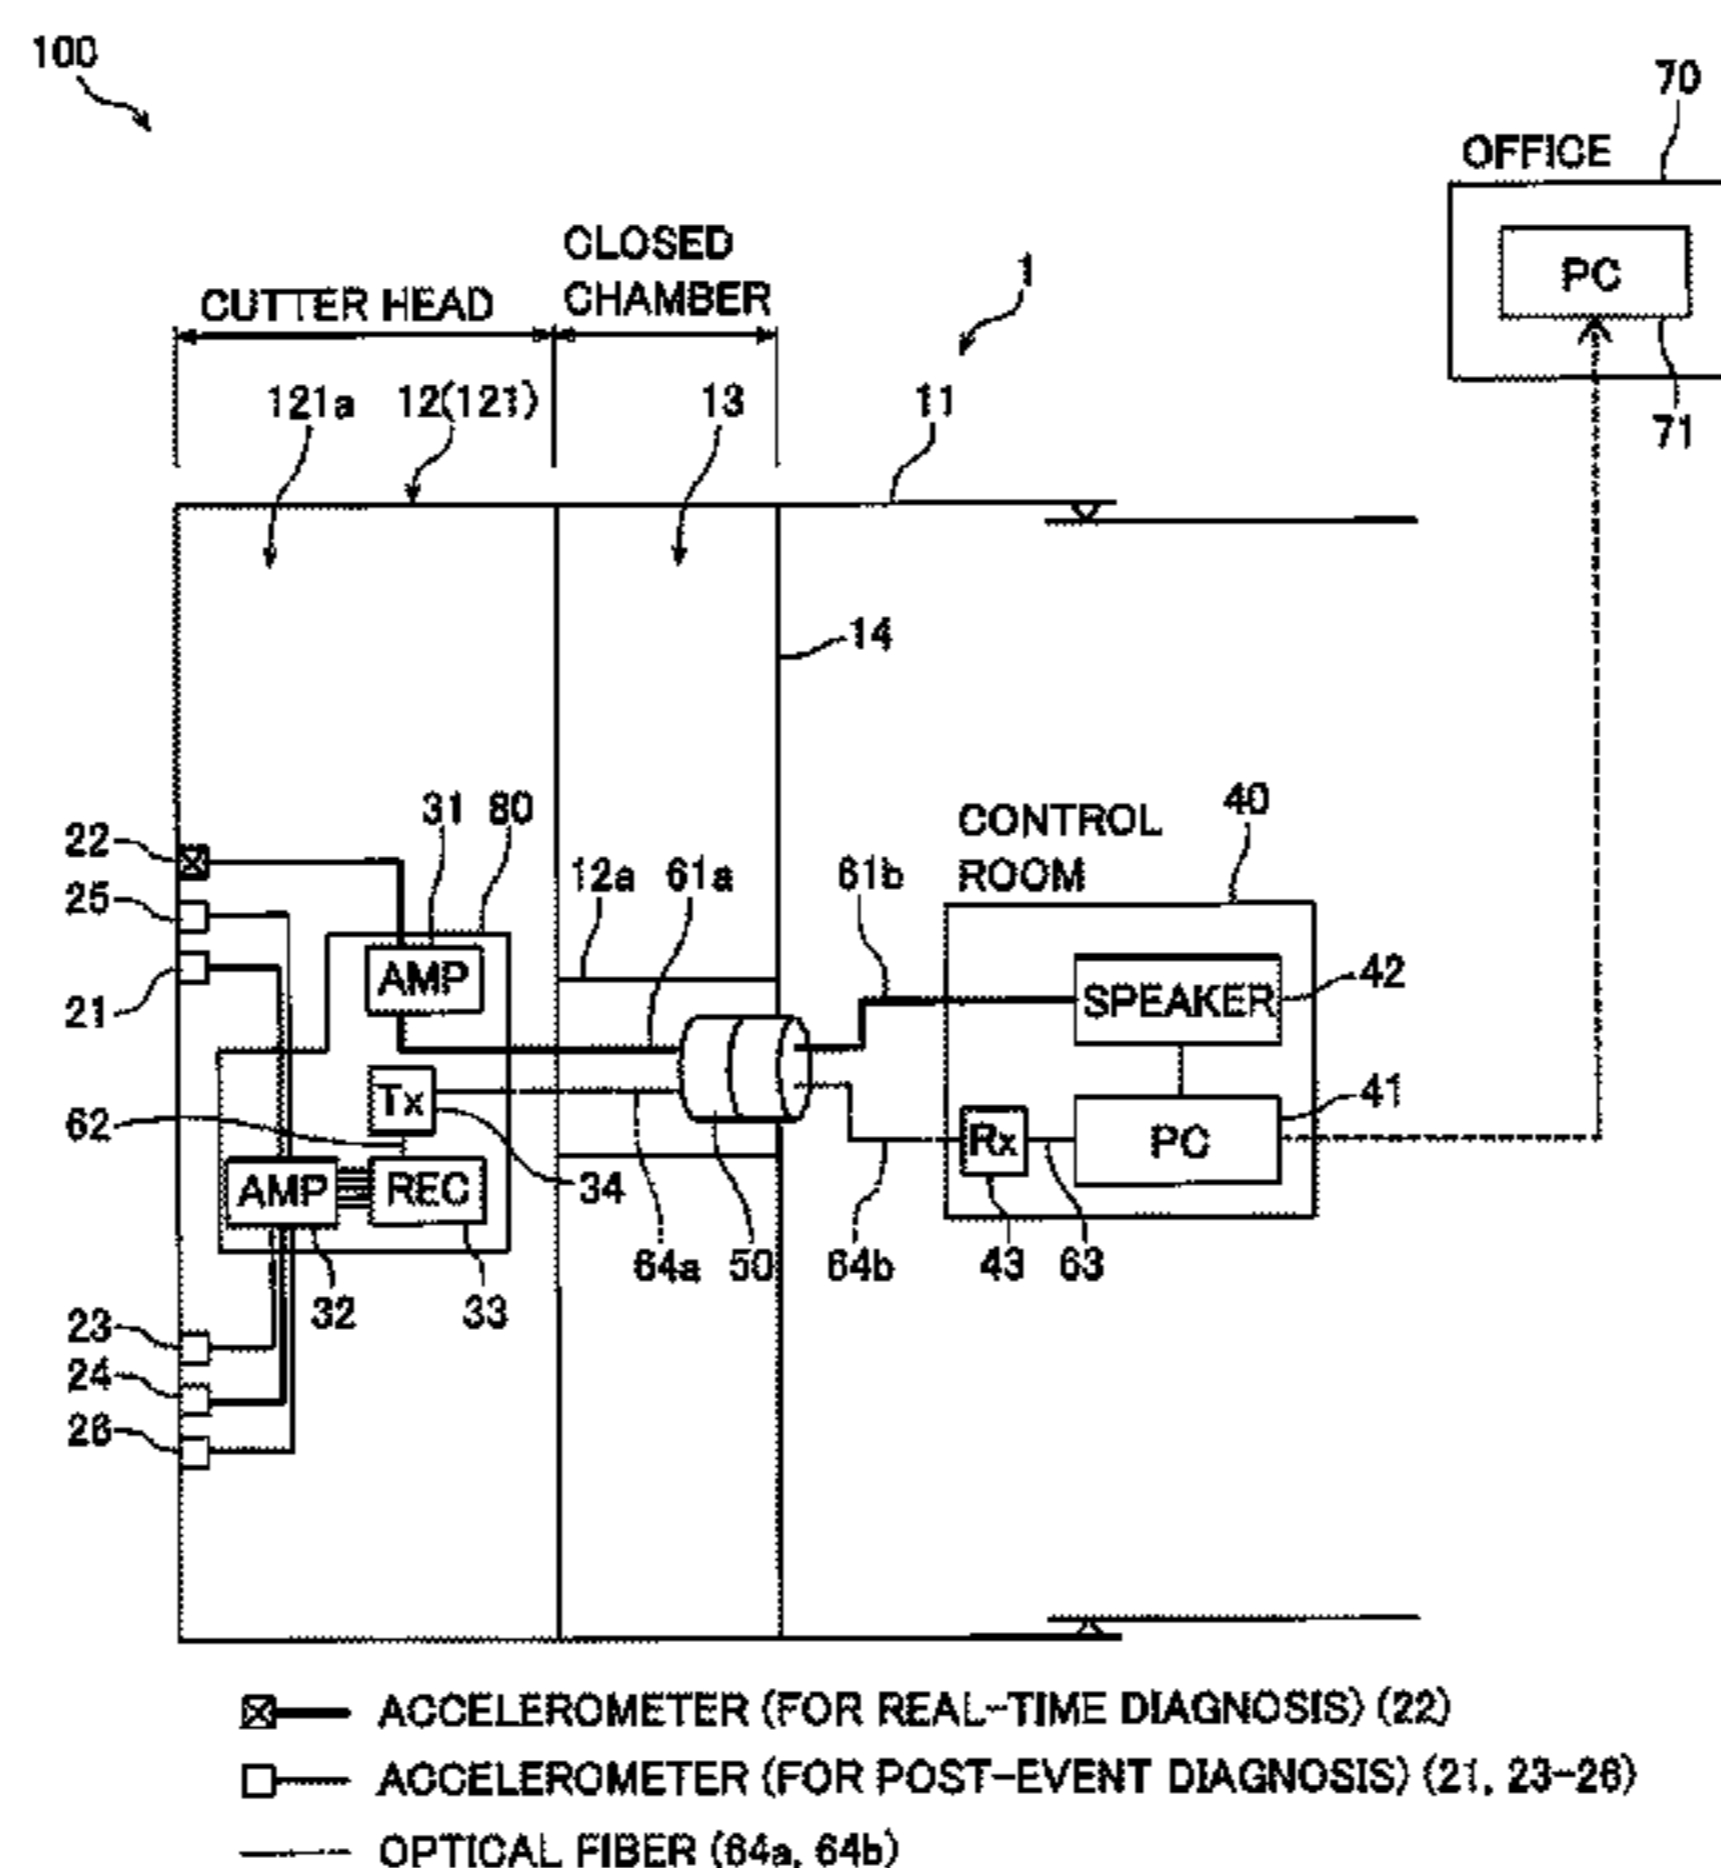 100
70
OFFICE
PC
71
CLOSED
CHAMBER
1
CUTTER HEAD
121a
12(121)
13
11
14
31
80
40
CONTROL
ROOM
22
25
21
12a
61a
61b
AMP
SPEAKER
42
Tx
62
41
Rx
PC
AMP
REC
34
64a
50
64b
43
63
32
33
23
24
26
ACCELEROMETER (FOR REAL-TIME DIAGNOSIS) (22)
ACCELEROMETER (FOR POST-EVENT DIAGNOSIS) (21, 23-26)
OPTICAL FIBER (64a, 64b)